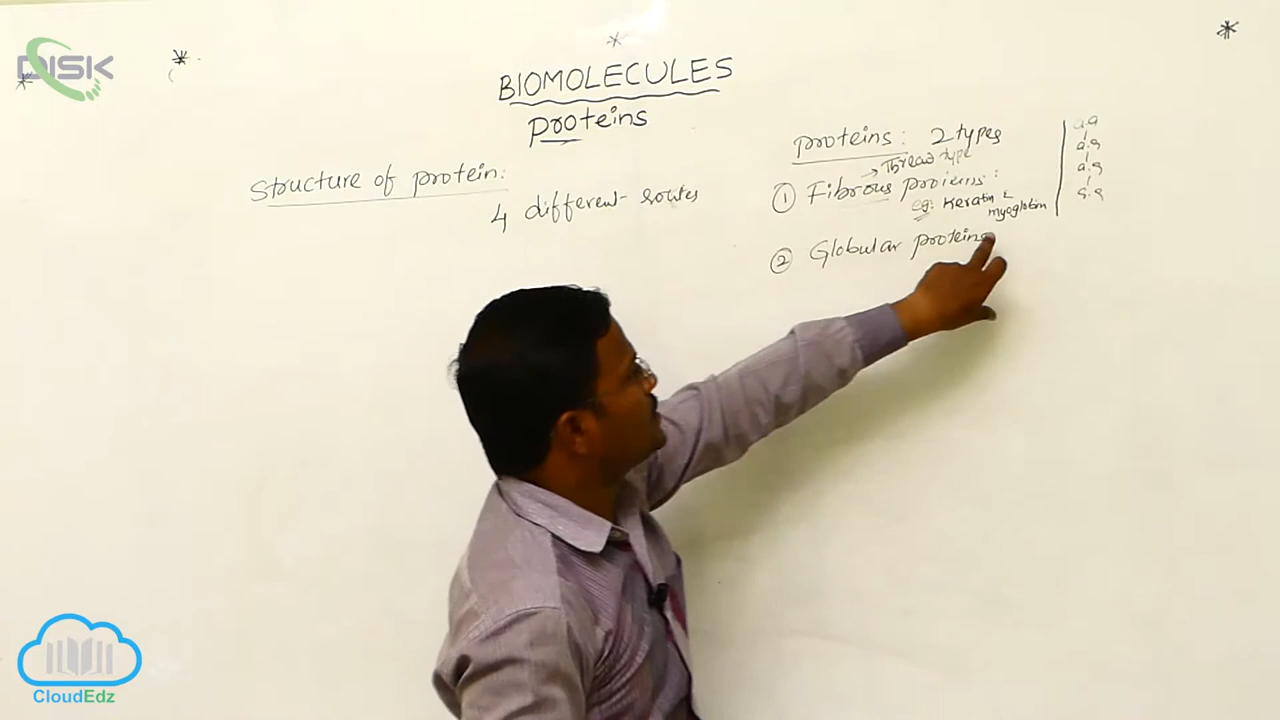 DISK
BIOMOLECULES
Proteins
Structure of protein:
4 different routes
proteins: 2 types
→ Thread type
① Fibrous proteins:
eg: Keratin &
myoglobin
② Globular proteins
a.a
a.a
a.a
a.a
CloudEdz